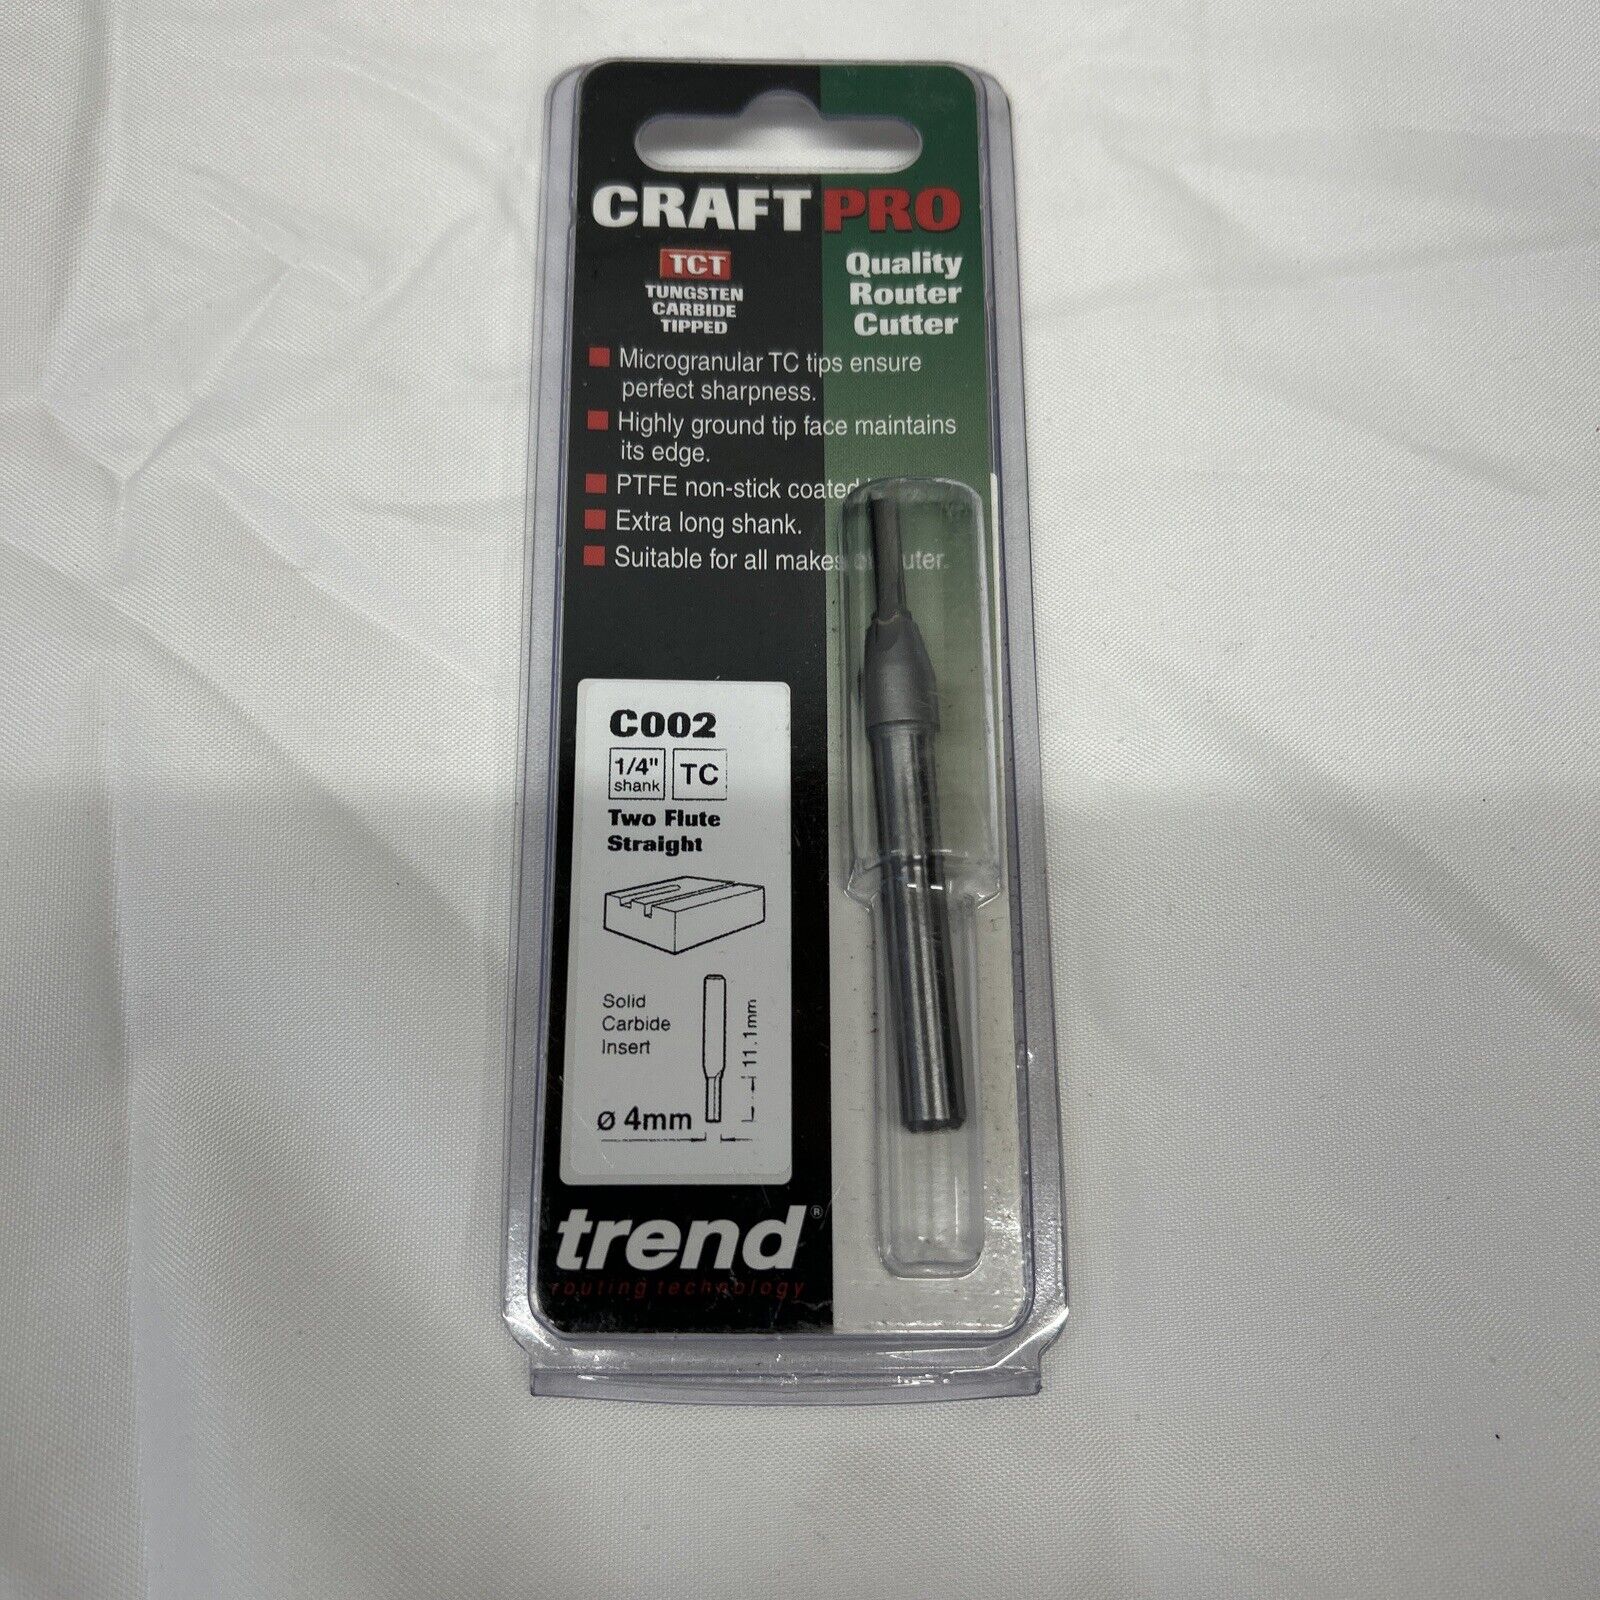 CRAFT PRO
TCT
TUNGSTEN
CARBIDE
TIPPED
Quality
Router
Cutter
Microgranular TC tips ensure
perfect sharpness.
Highly ground tip face maintains
its edge.
PTFE non-stick coated
Extra long shank.
Suitable for all makes
C002
1/4"
shank
TC
Two Flute
Straight
Solid
Carbide
Insert
11.1mm
ø 4mm
trend®
routing technology